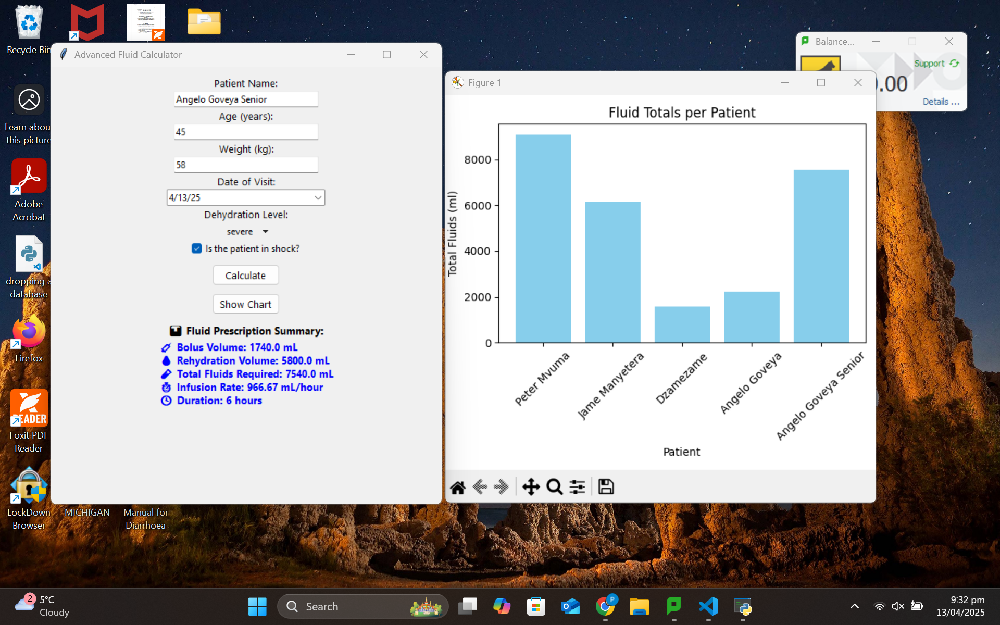 Recycle Bin
Learn abou
this picture
Adobe
Acrobat
dropping a
database
Firefox
READER
Foxit PDF
Reader
LockDown
Browser
MICHIGAN
Manual for
Diarrhoea
Advanced Fluid Calculator
Patient Name:
Angelo Goveya Senior
Age (years):
45
Weight (kg):
58
Date of Visit:
4/13/25
Dehydration Level:
severe
Is the patient in shock?
Calculate
Show Chart
Fluid Prescription Summary:
Bolus Volume: 1740.0 mL
Rehydration Volume: 5800.0 mL
Total Fluids Required: 7540.0 mL
Infusion Rate: 966.67 mL/hour
Duration: 6 hours
Balance...
Support
.00
Details ...
Figure 1
Fluid Totals per Patient
Total Fluids (ml)
8000
6000
4000
2000
0
Peter Mvuma
Jame Manyetera
Dzamezame
Angelo Goveya
Angelo Goveya Senior
Patient
2
5°C
Cloudy
Search
P
9:32 pm
13/04/2025